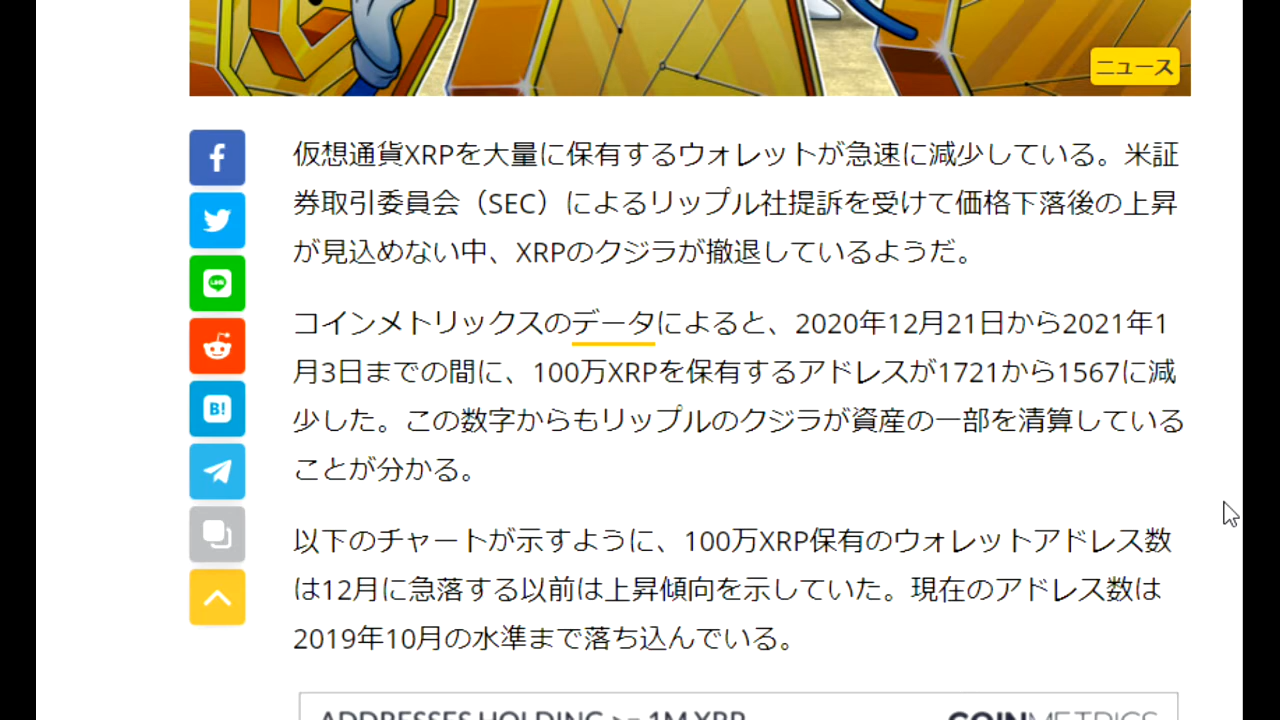 ニュース
仮想通貨XRPを大量に保有するウォレットが急速に減少している。米証
券取引委員会（SEC）によるリップル社提訴を受けて価格下落後の上昇
が見込めない中、XRPのクジラが撤退しているようだ。
コインメトリックスのデータによると、2020年12月21日から2021年1
月3日までの間に、100万XRPを保有するアドレスが1721から1567に減
少した。この数字からもリップルのクジラが資産の一部を清算している
ことが分かる。
以下のチャートが示すように、100万XRP保有のウォレットアドレス数
は12月に急落する以前は上昇傾向を示していた。現在のアドレス数は
2019年10月の水準まで落ち込んでいる。
ADDRESSES HOLDING >= 1M XRP
COINMETRICS
LINE
B!